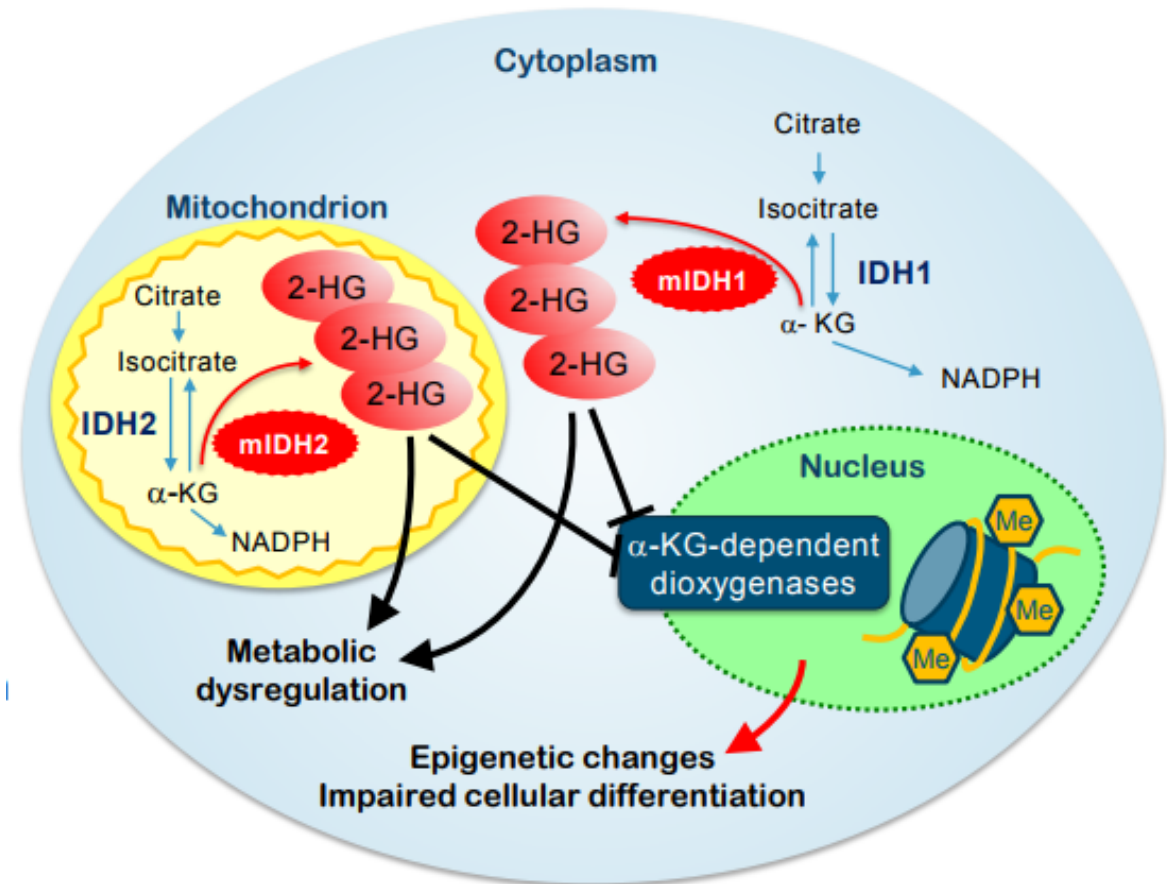 Cytoplasm
Citrate
Isocitrate
IDH1
mIDH1
α- KG
NADPH
2-HG
2-HG
2-HG
Mitochondrion
Citrate
Isocitrate
IDH2
mIDH2
α-KG
NADPH
2-HG
2-HG
2-HG
Nucleus
α-KG-dependent
dioxygenases
Me
Me
Me
Metabolic
dysregulation
Epigenetic changes
Impaired cellular differentiation